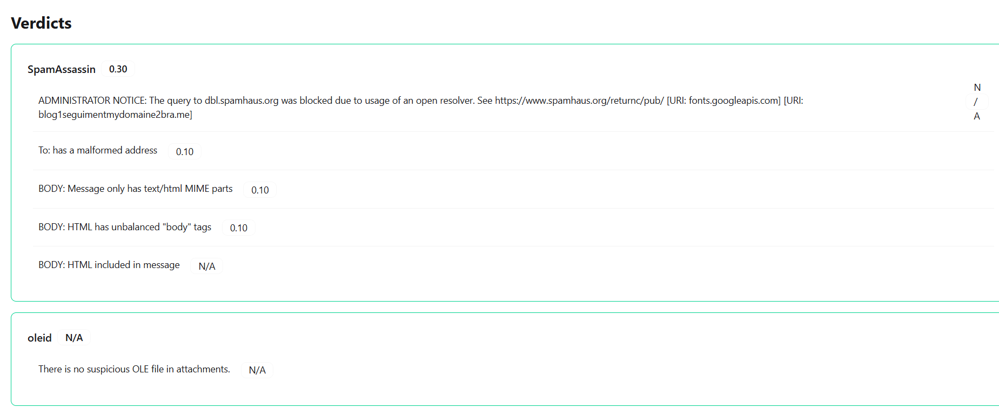 Verdicts
SpamAssassin 0.30
ADMINISTRATOR NOTICE: The query to dbl.spamhaus.org was blocked due to usage of an open resolver. See https://www.spamhaus.org/returnc/pub/ [URI: fonts.googleapis.com] [URI:
blog1seguimentmydomaine2bra.me]
N
/
A
To: has a malformed address 0.10
BODY: Message only has text/html MIME parts 0.10
BODY: HTML has unbalanced "body" tags 0.10
BODY: HTML included in message N/A
oleid N/A
There is no suspicious OLE file in attachments. N/A